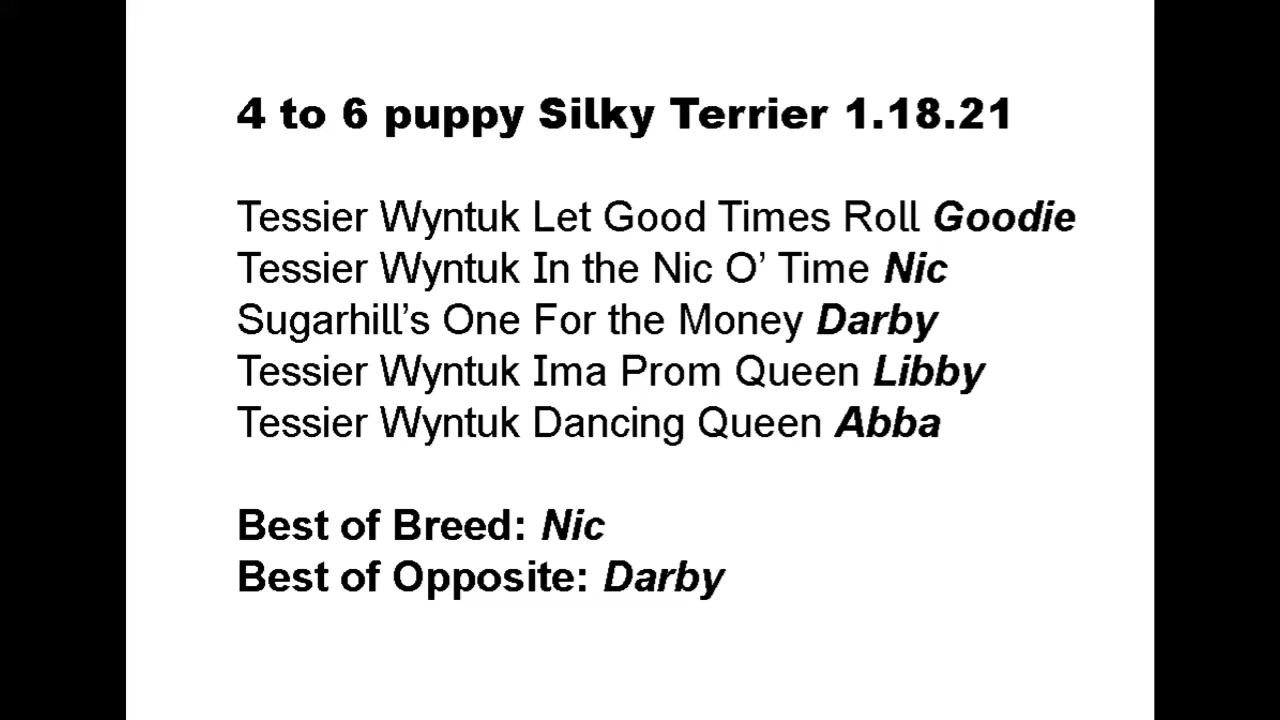 4 to 6 puppy Silky Terrier 1.18.21
Tessier Wyntuk Let Good Times Roll Goodie
Tessier Wyntuk In the Nic O’ Time Nic
Sugarhill’s One For the Money Darby
Tessier Wyntuk Ima Prom Queen Libby
Tessier Wyntuk Dancing Queen Abba
Best of Breed: Nic
Best of Opposite: Darby